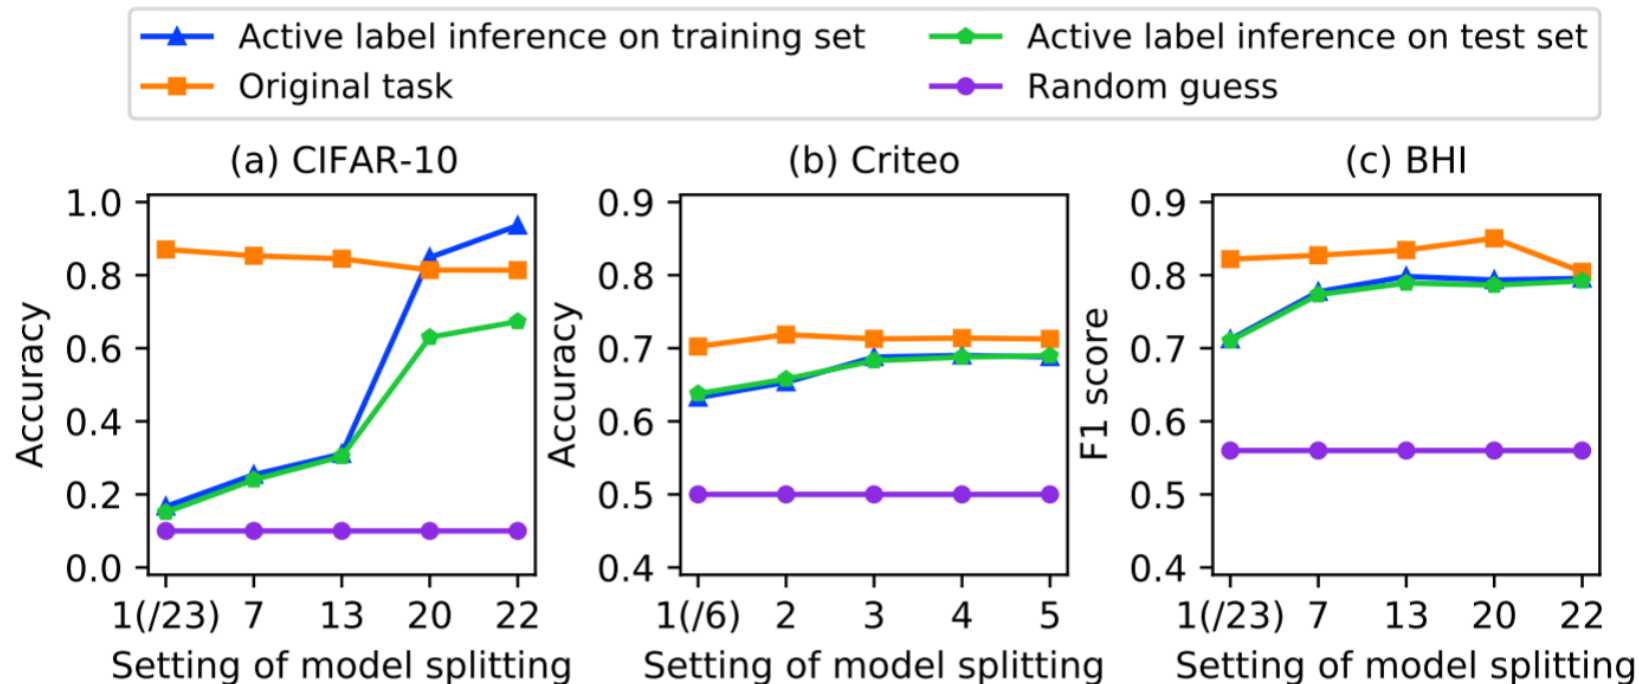 Active label inference on training set
Active label inference on test set
Original task
Random guess
(a) CIFAR-10
(b) Criteo
(c) BHI
Accuracy
1.0
0.8
0.6
0.4
0.2
0.0
1(/23) 7 13 20 22
Setting of model splitting
Accuracy
0.9
0.8
0.7
0.6
0.5
0.4
1(/6) 2 3 4 5
Setting of model splitting
F1 score
0.9
0.8
0.7
0.6
0.5
0.4
1(/23) 7 13 20 22
Setting of model splitting